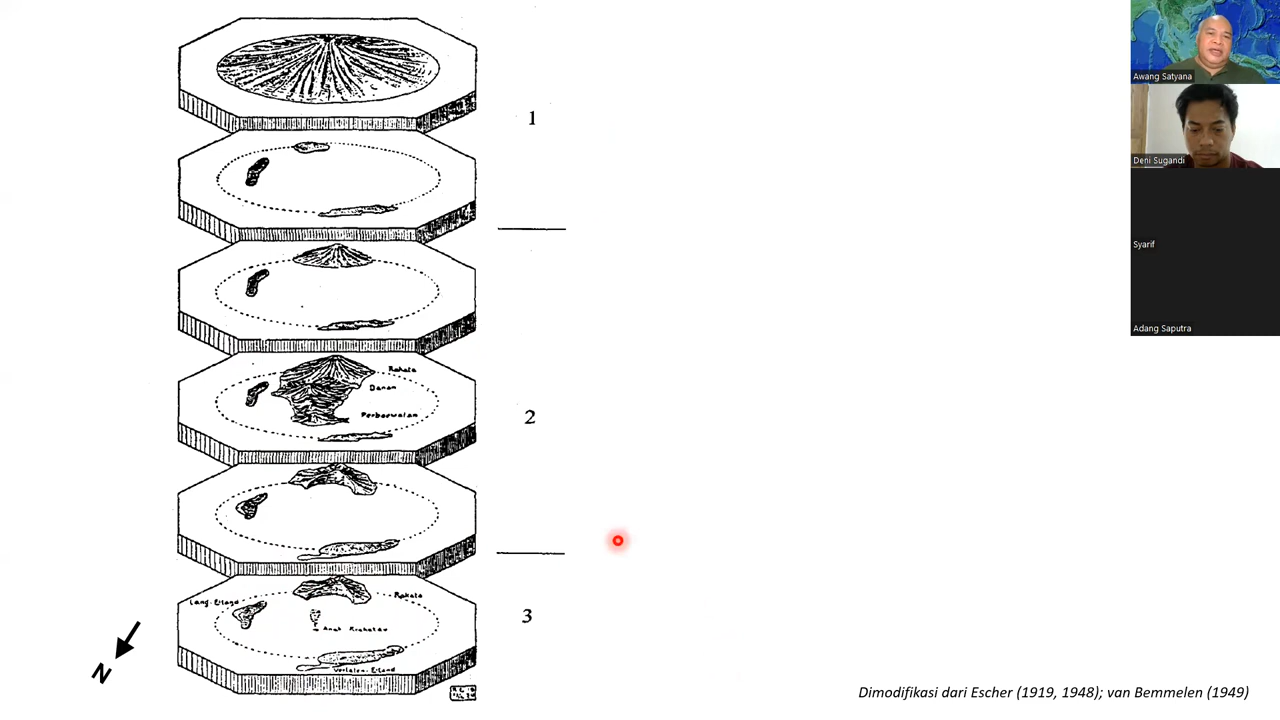 1
Rakata
Danan
Perboewatan
2
Lang-Eiland
Rakata
Anak Krakatau
Verlaten-Eiland
3
N
Dimodifikasi dari Escher (1919, 1948); van Bemmelen (1949)
Awang Satyana
Deni Sugandi
Syarif
Adang Saputra